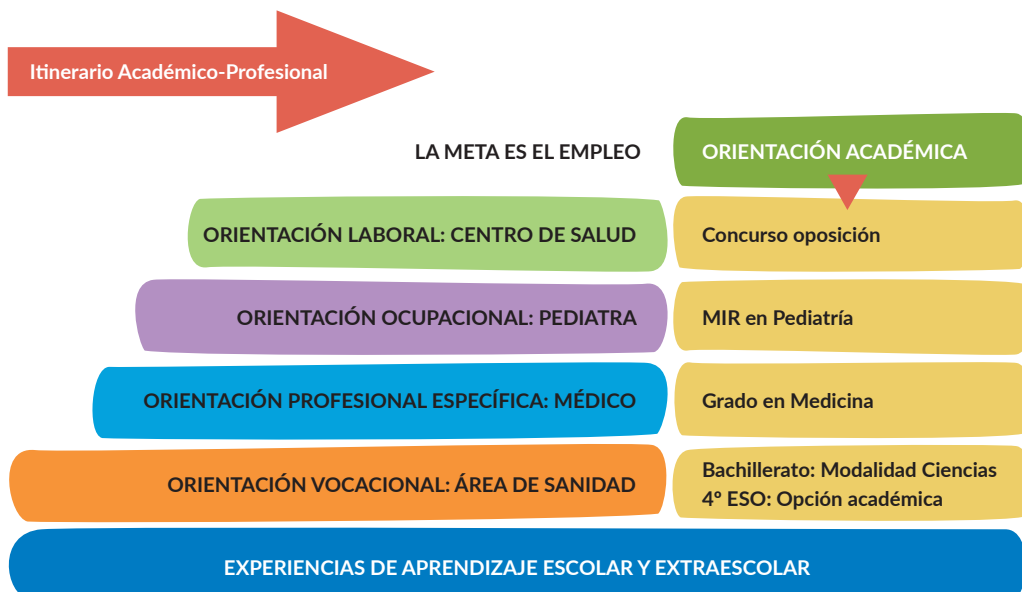 Itinerario Académico-Profesional
LA META ES EL EMPLEO
ORIENTACIÓN ACADÉMICA
ORIENTACIÓN LABORAL: CENTRO DE SALUD
Concurso oposición
ORIENTACIÓN OCUPACIONAL: PEDIATRA
MIR en Pediatría
ORIENTACIÓN PROFESIONAL ESPECÍFICA: MÉDICO
Grado en Medicina
ORIENTACIÓN VOCACIONAL: ÁREA DE SANIDAD
Bachillerato: Modalidad Ciencias
4º ESO: Opción académica
EXPERIENCIAS DE APRENDIZAJE ESCOLAR Y EXTRAESCOLAR